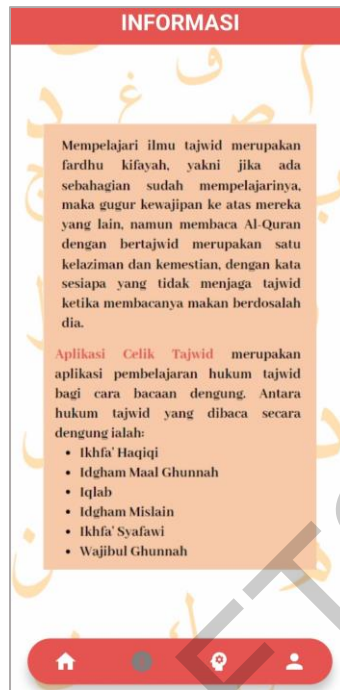 INFORMASI
Mempelajari ilmu tajwid merupakan
fardhu kifayah, yakni jika ada
sebahagian sudah mempelajarinya,
maka gugur kewajipan ke atas mereka
yang lain, namun membaca Al-Quran
dengan bertajwid merupakan satu
kelaziman dan kemestian, dengan kata
sesiapa yang tidak menjaga tajwid
ketika membacanya makan berdosalah
dia.
Aplikasi Celik Tajwid merupakan
aplikasi pembelajaran hukum tajwid
bagi cara bacaan dengung. Antara
hukum tajwid yang dibaca secara
dengung ialah:
• Ikhfa' Haqiqi
• Idgham Maal Ghunnah
• Iqlab
• Idgham Mislain
• Ikhfa' Syafawi
• Wajibul Ghunnah